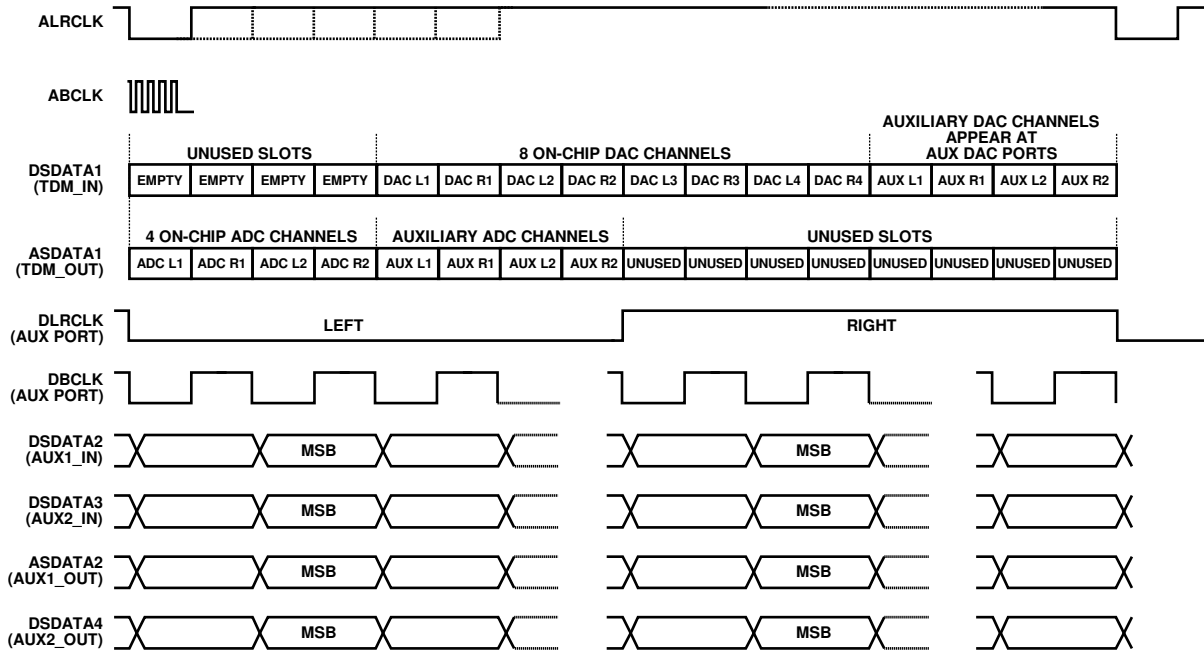 ALRCLK
ABCLK
AUXILIARY DAC CHANNELS
APPEAR AT
AUX DAC PORTS
UNUSED SLOTS
8 ON-CHIP DAC CHANNELS
DSDATA1
(TDM_IN)
EMPTY EMPTY EMPTY EMPTY DAC L1 DAC R1 DAC L2 DAC R2 DAC L3 DAC R3 DAC L4 DAC R4 AUX L1 AUX R1 AUX L2 AUX R2
4 ON-CHIP ADC CHANNELS AUXILIARY ADC CHANNELS UNUSED SLOTS
ASDATA1
(TDM_OUT)
ADC L1 ADC R1 ADC L2 ADC R2 AUX L1 AUX R1 AUX L2 AUX R2 UNUSED UNUSED UNUSED UNUSED UNUSED UNUSED UNUSED UNUSED
DLRCLK
(AUX PORT)
LEFT RIGHT
DBCLK
(AUX PORT)
DSDATA2
(AUX1_IN)
MSB MSB
DSDATA3
(AUX2_IN)
MSB MSB
ASDATA2
(AUX1_OUT)
MSB MSB
DSDATA4
(AUX2_OUT)
MSB MSB